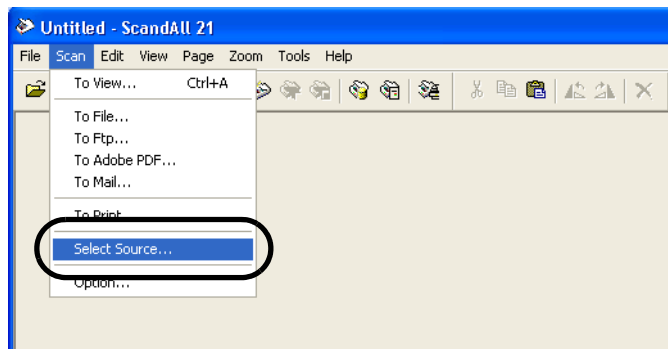 Untitled - ScandAll 21
File Scan Edit View Page Zoom Tools Help
To View... Ctrl+A
To File...
To Ftp...
To Adobe PDF...
To Mail...
To Print...
Select Source...
Option...